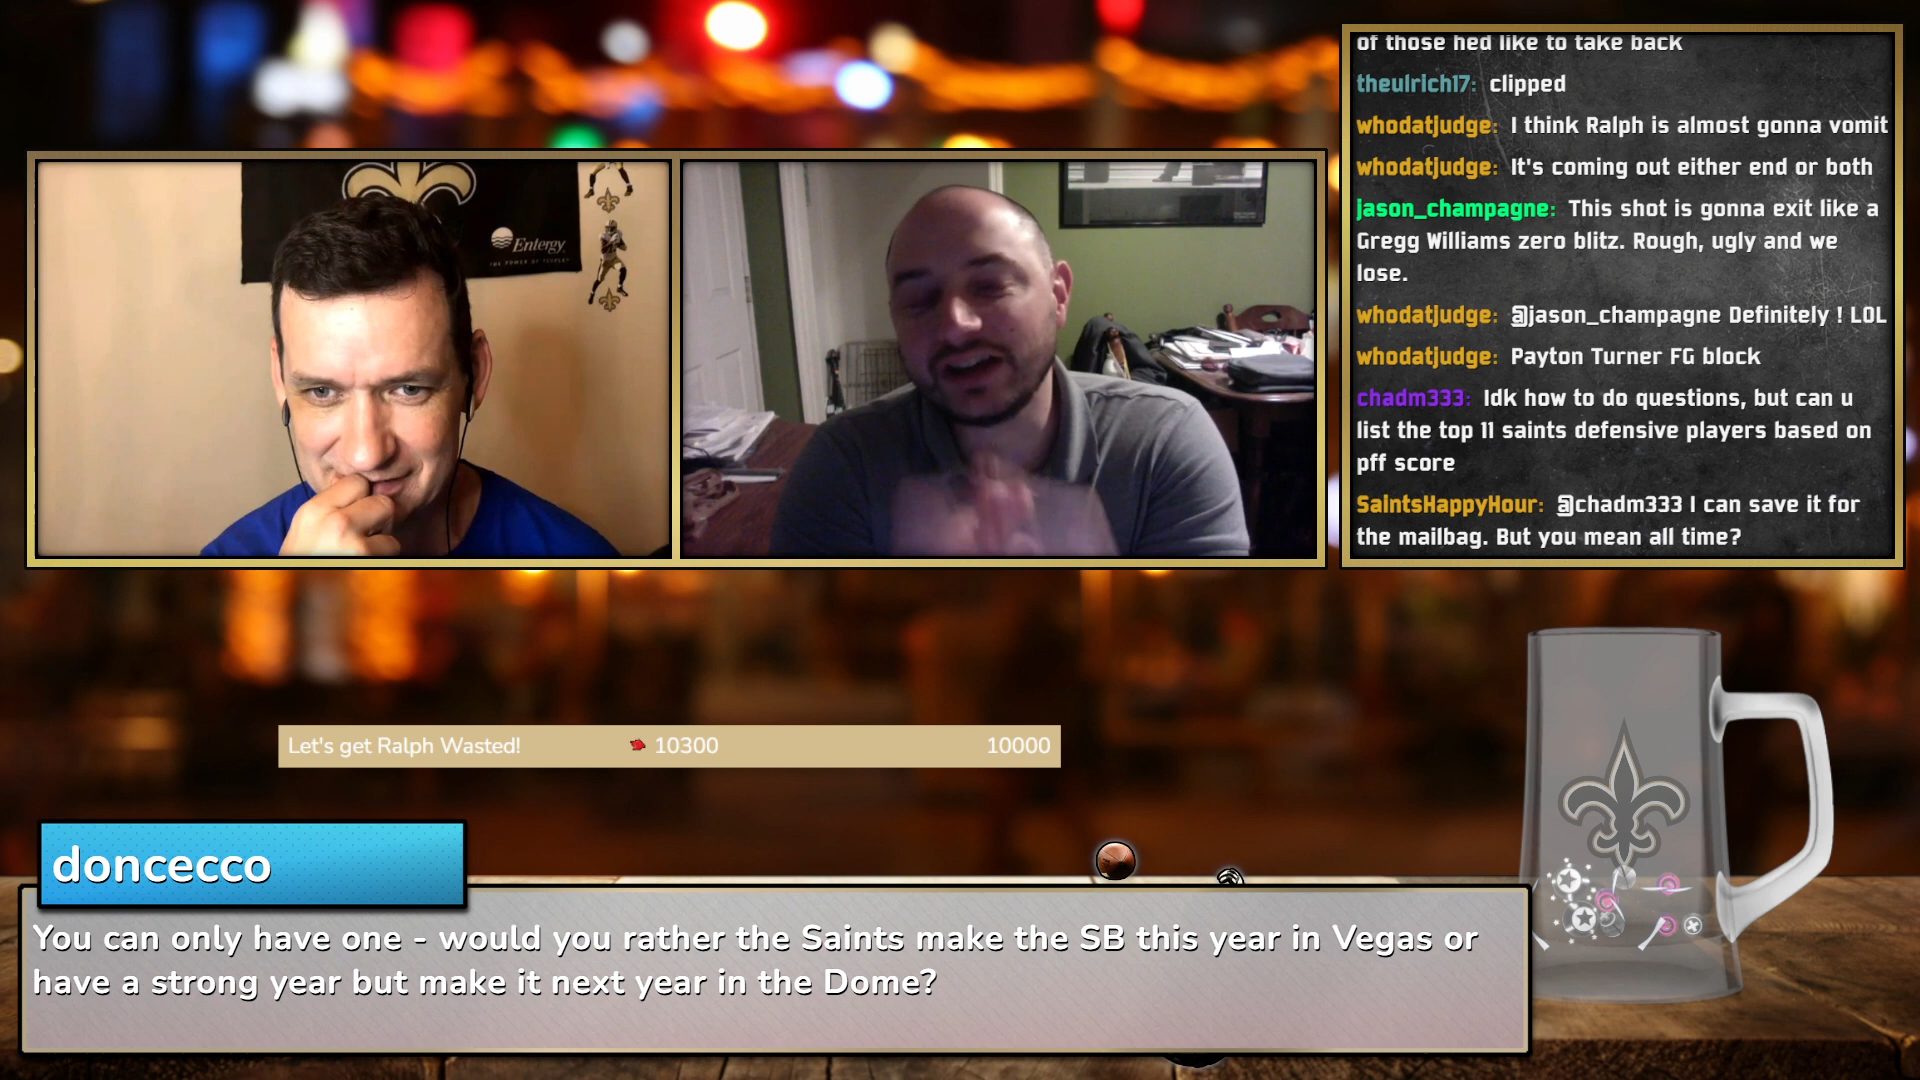 Entergy
THE POWER OF PEOPLE
of those hed like to take back
theulrich17: clipped
whodatjudge: I think Ralph is almost gonna vomit
whodatjudge: It's coming out either end or both
jason_champagne: This shot is gonna exit like a
Gregg Williams zero blitz. Rough, ugly and we
lose.
whodatjudge: @jason_champagne Definitely ! LOL
whodatjudge: Payton Turner FG block
chadm333: Idk how to do questions, but can u
list the top 11 saints defensive players based on
pff score
SaintsHappyHour: @chadm333 I can save it for
the mailbag. But you mean all time?
Let's get Ralph Wasted! 10300 10000
doncecco
You can only have one - would you rather the Saints make the SB this year in Vegas or
have a strong year but make it next year in the Dome?